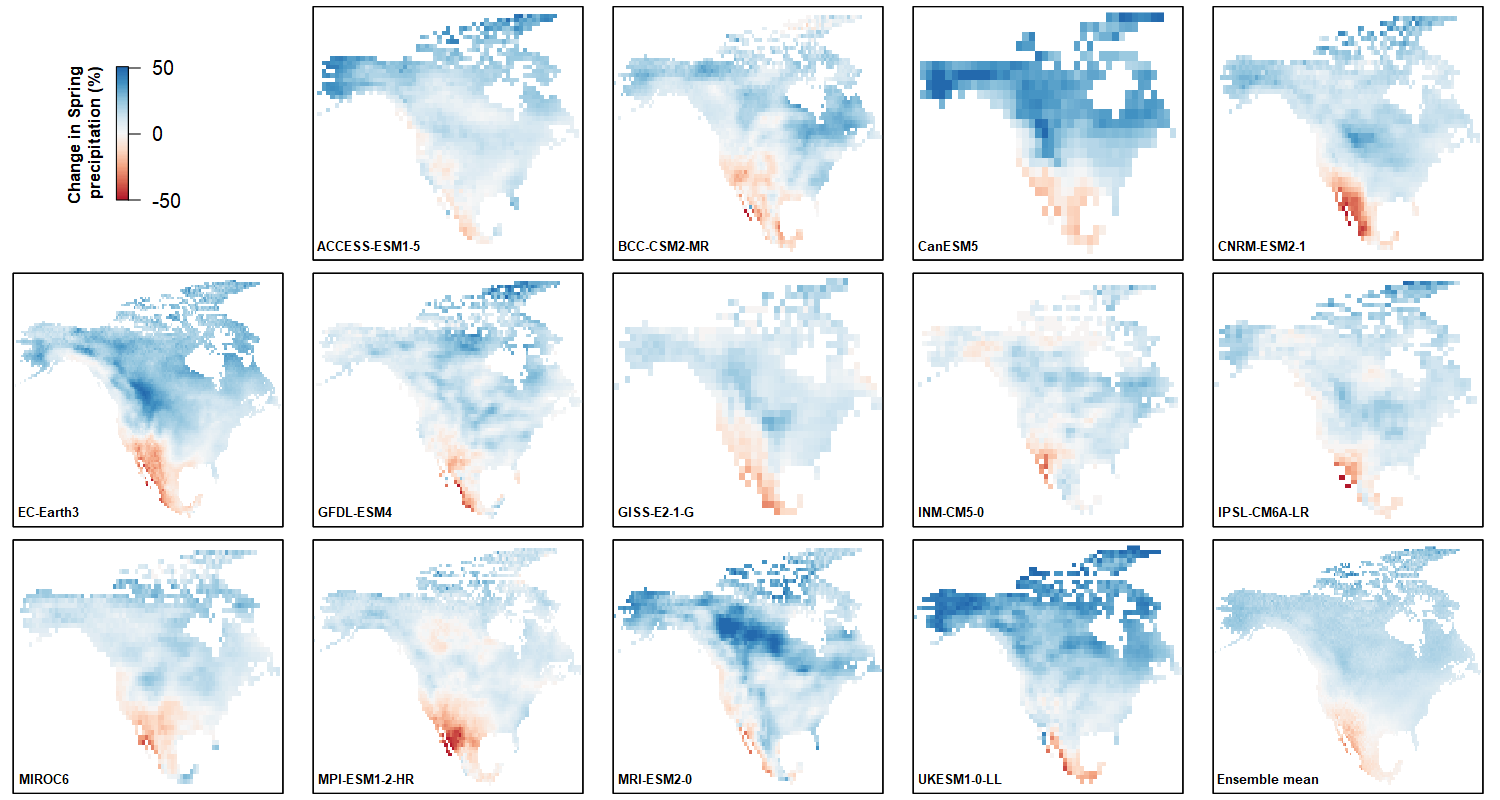 Change in Spring
precipitation (%)
50
0
-50
ACCESS-ESM1-5
BCC-CSM2-MR
CanESM5
CNRM-ESM2-1
EC-Earth3
GFDL-ESM4
GISS-E2-1-G
INM-CM5-0
IPSL-CM6A-LR
MIROC6
MPI-ESM1-2-HR
MRI-ESM2-0
UKESM1-0-LL
Ensemble mean